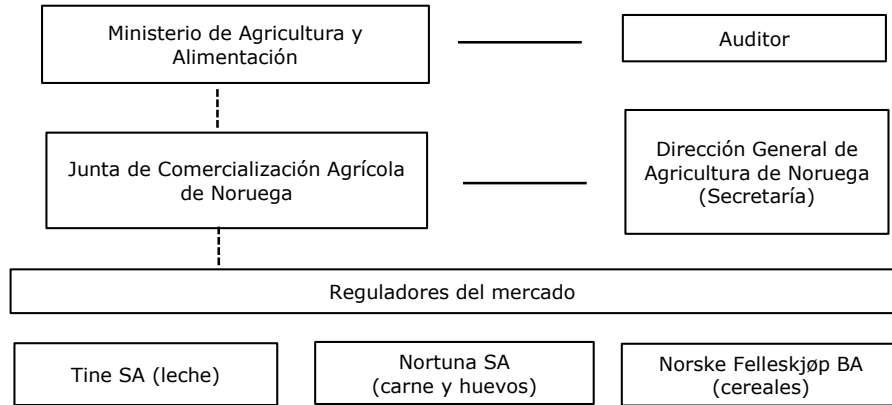 Ministerio de Agricultura y
Alimentación
Auditor
Junta de Comercialización Agrícola
de Noruega
Dirección General de
Agricultura de Noruega
(Secretaría)
Reguladores del mercado
Tine SA (leche)
Nortuna SA
(carne y huevos)
Norske Felleskjøp BA
(cereales)